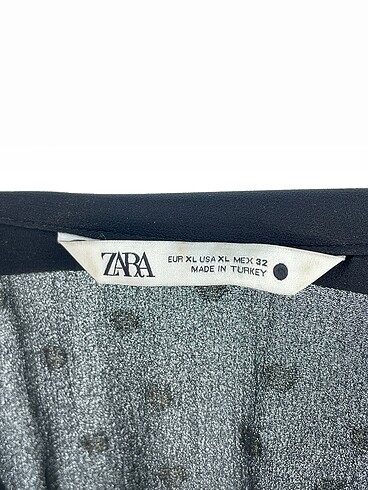 ZARA
EUR XL USA XL MEX 32
MADE IN TURKEY